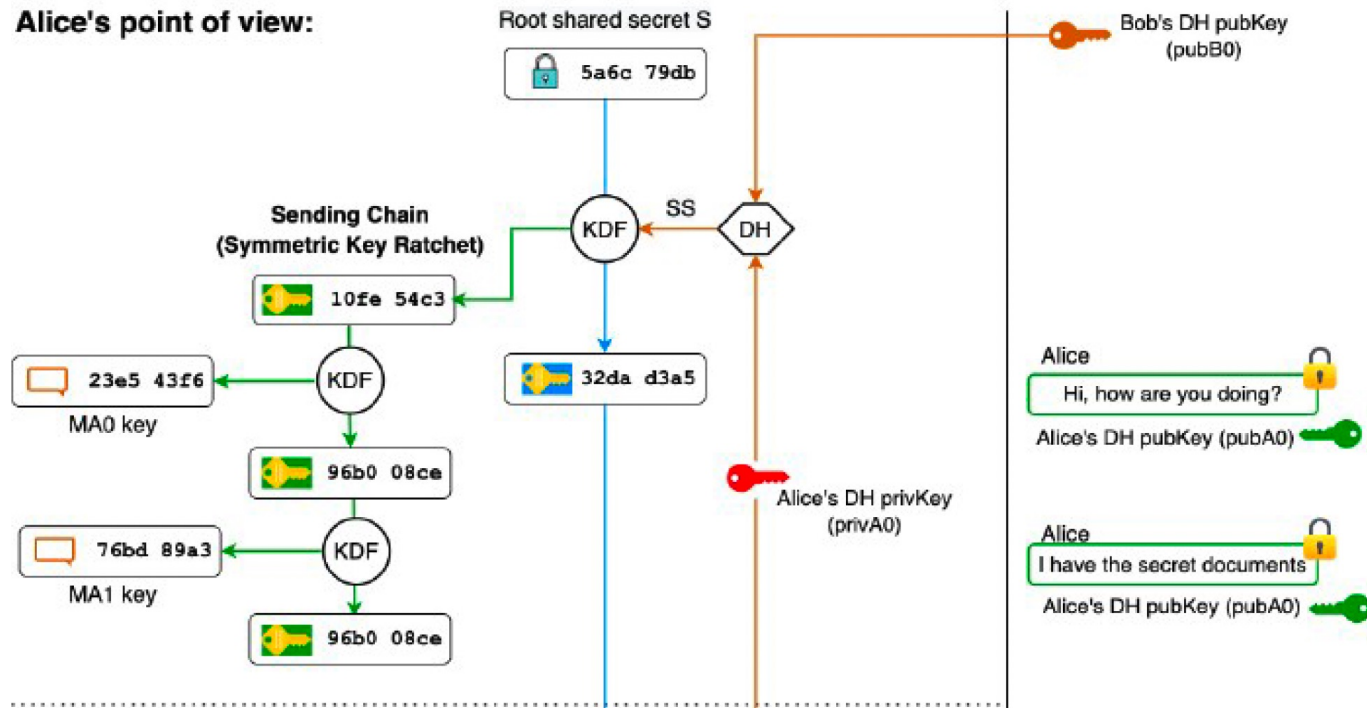 Alice's point of view:
Root shared secret S
5a6c 79db
Bob's DH pubKey
(pubB0)
Sending Chain
(Symmetric Key Ratchet)
KDF
SS
DH
10fe 54c3
KDF
23e5 43f6
MA0 key
32da d3a5
96b0 08ce
Alice's DH privKey
(privA0)
KDF
76bd 89a3
MA1 key
96b0 08ce
Alice
Hi, how are you doing?
Alice's DH pubKey (pubA0)
Alice
I have the secret documents
Alice's DH pubKey (pubA0)